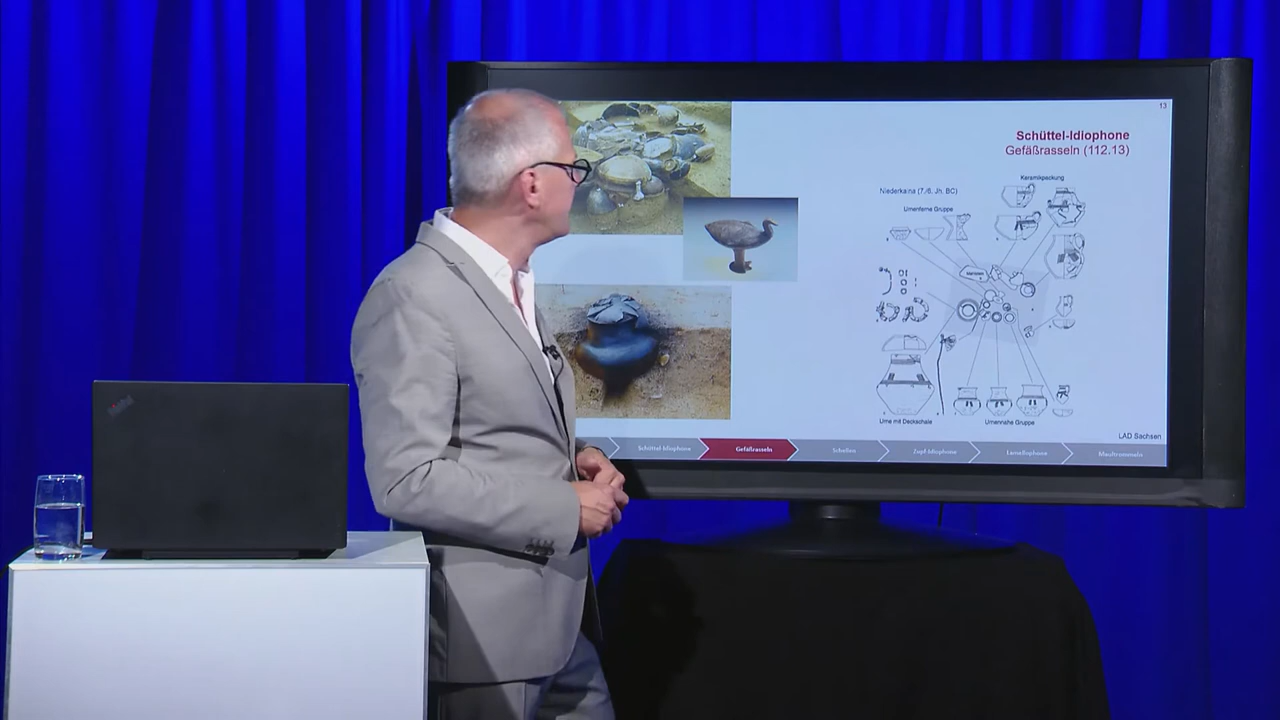 13
Schüttel-Idiophone
Gefäßrasseln (112.13)
Keramikpackung
Niederkaina (7./6. Jh. BC)
Urnenferne Gruppe
Urne mit Deckschale
Urnennahe Gruppe
LAD Sachsen
Schüttel-Idiophone
Gefäßrasseln
Schellen
Zupf-Idiophone
Lamellophone
Maultrommeln